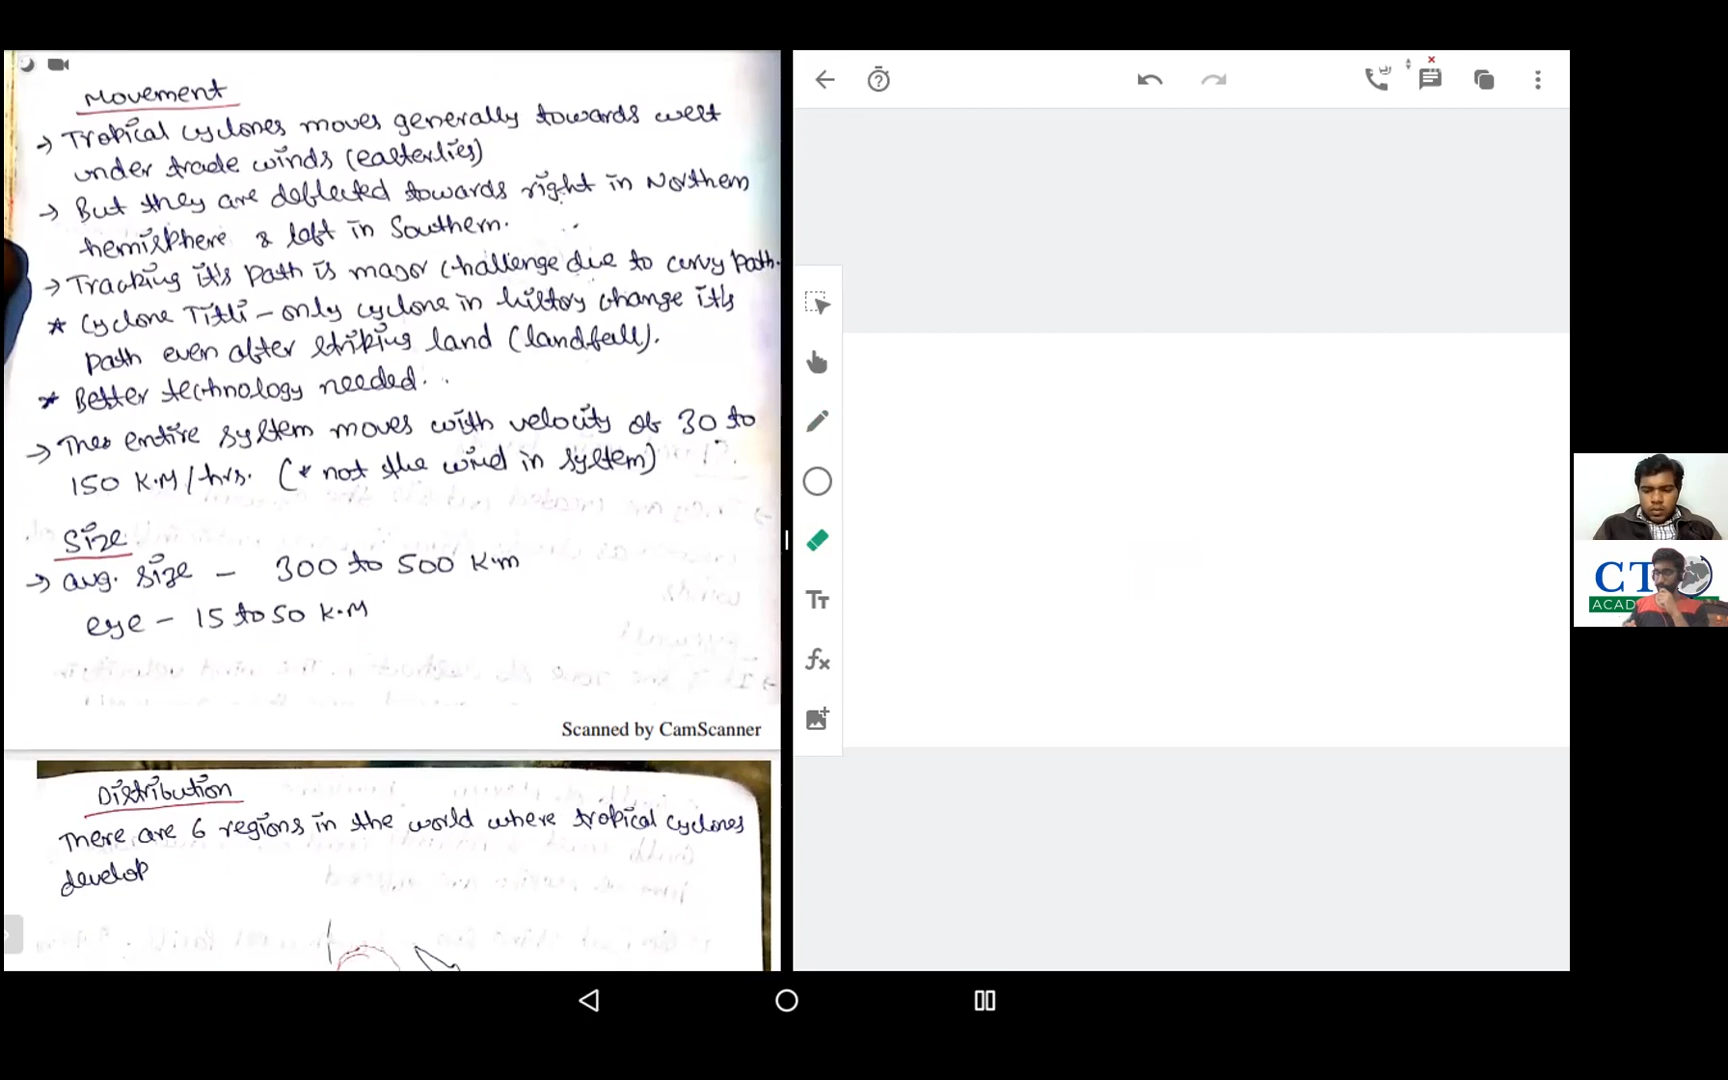 Movement
→ Tropical cyclones moves generally towards west
under trade winds (easterlies)
→ But they are deflected towards right in Northern
hemisphere & left in Southern.
→ Tracking it's path is major challenge due to curvy path.
* Cyclone Titli – only cyclone in history change it's
path even after striking land (landfall).
* Better technology needed.
→ The entire system moves with velocity of 30 to
150 K.M/hrs. (* not the wind in system)
Size
→ avg. size – 300 to 500 K.m
eye – 15 to 50 K.M
Scanned by CamScanner
Distribution
There are 6 regions in the world where tropical cyclones
develop
Tт
fx
CT
ACAD